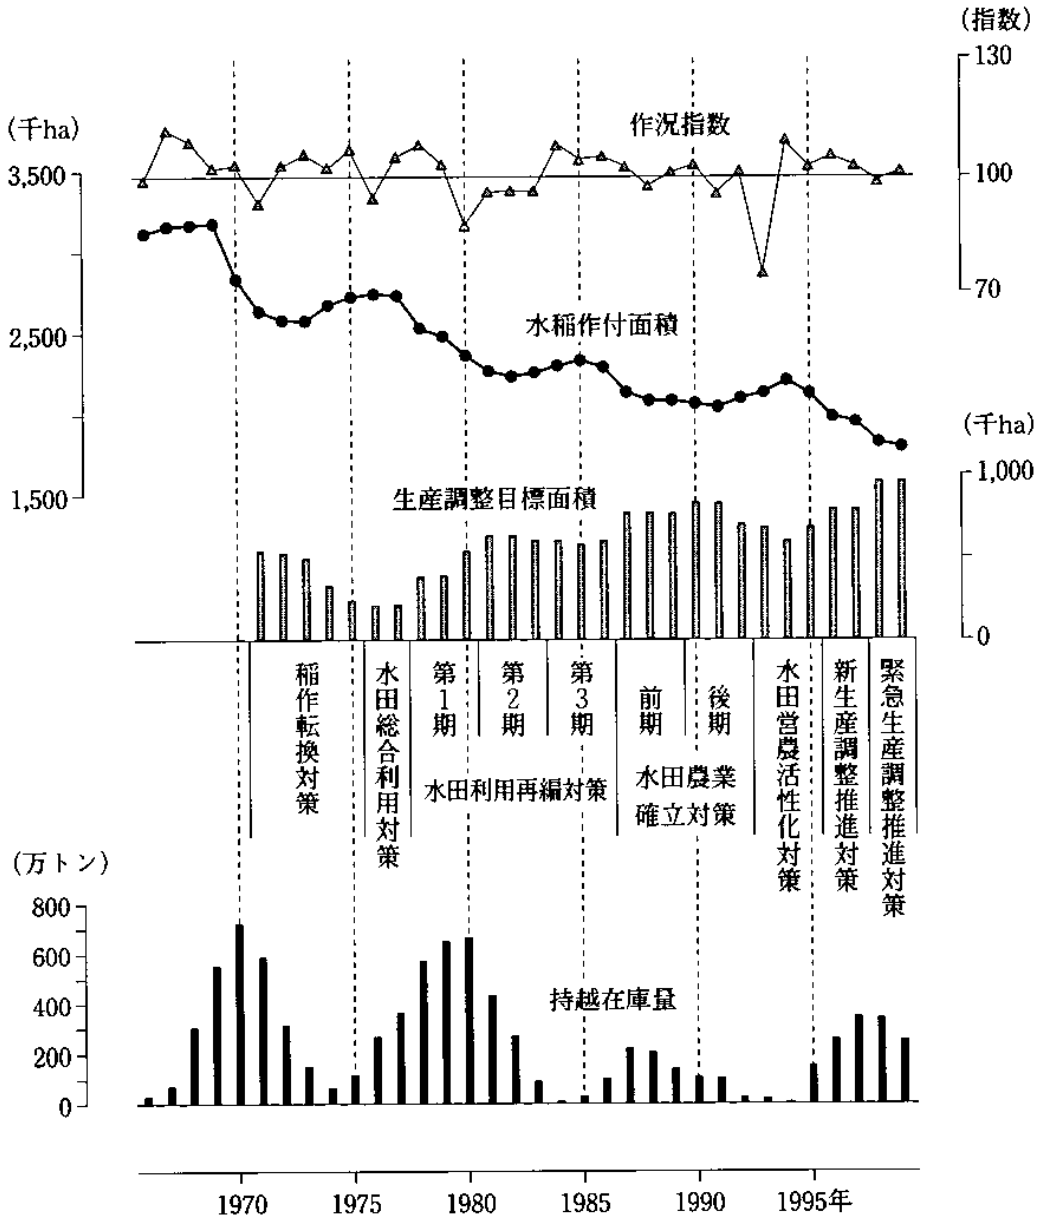 (指数)
130
(千ha)
作況指数
3,500
100
70
水稲作付面積
2,500
(千ha)
1,000
生産調整目標面積
1,500
0
稲作転換対策
水田総合利用対策
第1期
第2期
第3期
水田利用再編対策
前期
後期
水田農業
確立対策
水田営農活性化対策
新生産調整推進対策
緊急生産調整推進対策
(万トン)
800
600
400
200
0
持越在庫量
1970
1975
1980
1985
1990
1995年